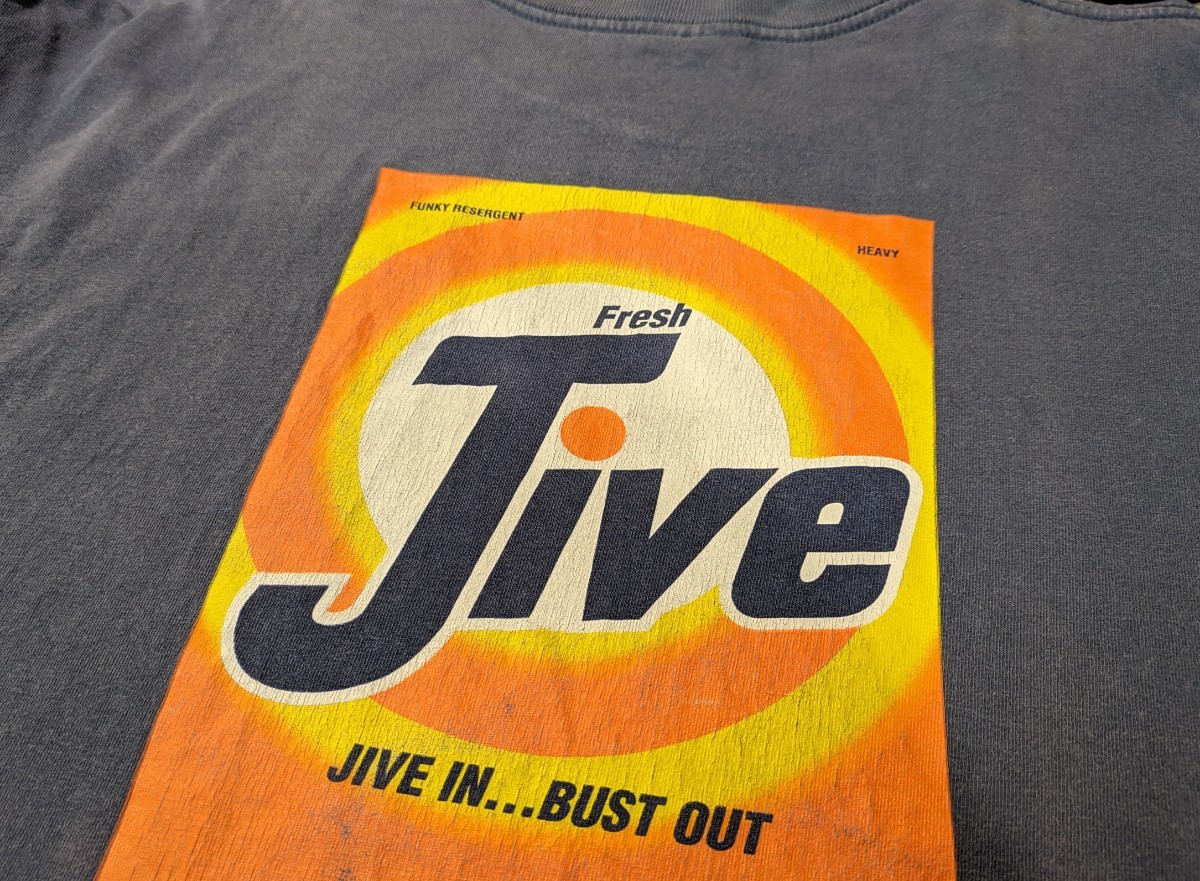 FUNKY RESERGENT
HEAVY
Fresh
Jive
JIVE IN...BUST OUT